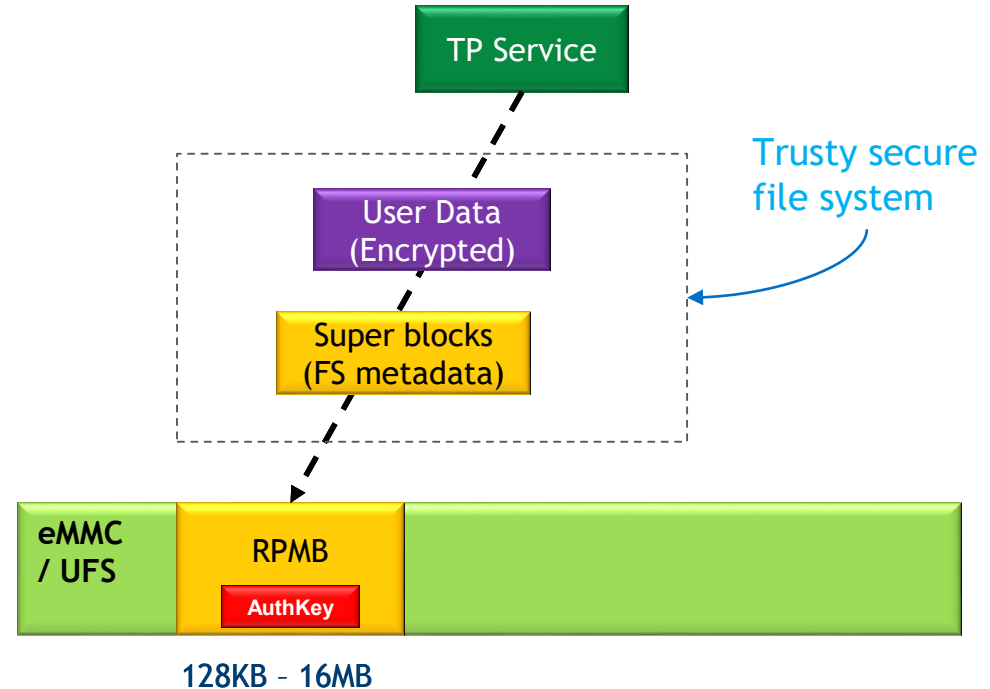 TP Service
Trusty secure
file system
User Data
(Encrypted)
Super blocks
(FS metadata)
eMMC
/ UFS
RPMB
AuthKey
128KB – 16MB